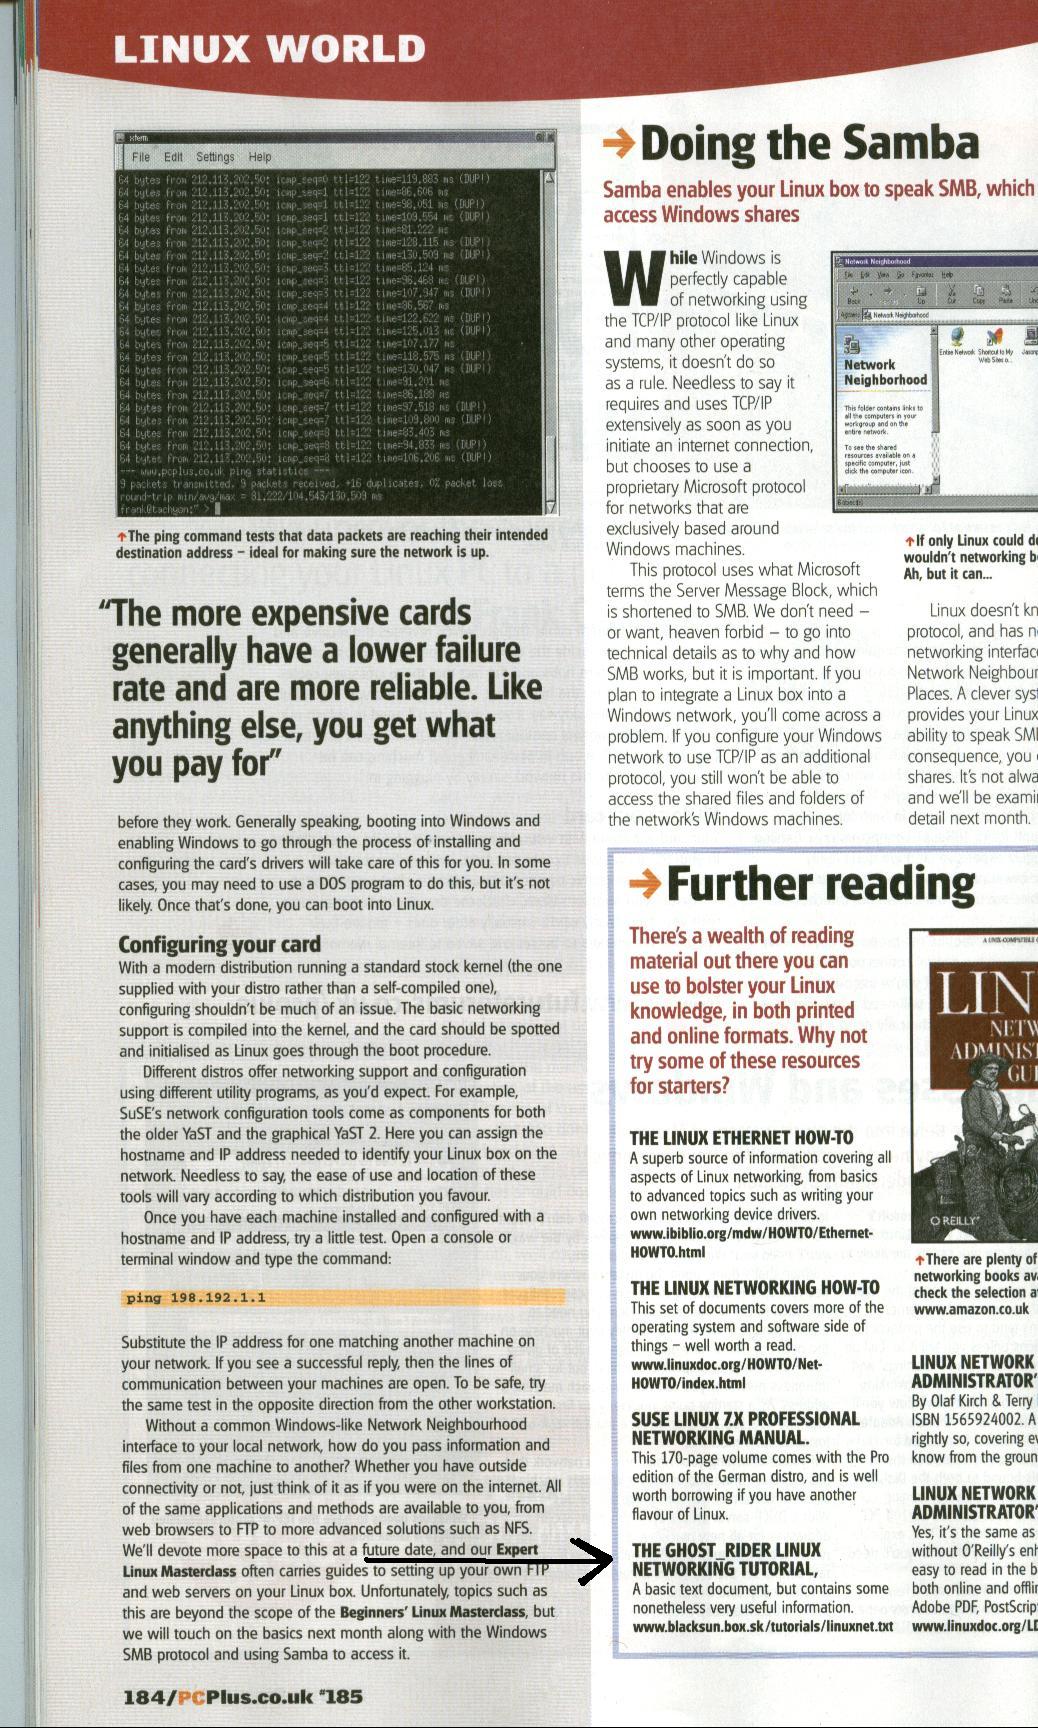 LINUX WORLD
xterm
File Edit Settings Help
64 bytes from 212.113.202.50: icmp_seq=0 ttl=122 time=119.883 ms (DUP!)
64 bytes from 212.113.202.50: icmp_seq=1 ttl=122 time=86.606 ms
64 bytes from 212.113.202.50: icmp_seq=1 ttl=122 time=98.051 ms (DUP!)
64 bytes from 212.113.202.50: icmp_seq=1 ttl=122 time=109.554 ms (DUP!)
64 bytes from 212.113.202.50: icmp_seq=2 ttl=122 time=81.222 ms
64 bytes from 212.113.202.50: icmp_seq=2 ttl=122 time=128.115 ms (DUP!)
64 bytes from 212.113.202.50: icmp_seq=2 ttl=122 time=130.509 ms (DUP!)
64 bytes from 212.113.202.50: icmp_seq=3 ttl=122 time=85.124 ms
64 bytes from 212.113.202.50: icmp_seq=3 ttl=122 time=96.468 ms (DUP!)
64 bytes from 212.113.202.50: icmp_seq=3 ttl=122 time=107.947 ms (DUP!)
64 bytes from 212.113.202.50: icmp_seq=4 ttl=122 time=86.567 ms
64 bytes from 212.113.202.50: icmp_seq=4 ttl=122 time=122.622 ms (DUP!)
64 bytes from 212.113.202.50: icmp_seq=4 ttl=122 time=125.013 ms (DUP!)
64 bytes from 212.113.202.50: icmp_seq=5 ttl=122 time=107.177 ms
64 bytes from 212.113.202.50: icmp_seq=5 ttl=122 time=118.575 ms (DUP!)
64 bytes from 212.113.202.50: icmp_seq=5 ttl=122 time=130.047 ms (DUP!)
64 bytes from 212.113.202.50: icmp_seq=6 ttl=122 time=91.201 ms
64 bytes from 212.113.202.50: icmp_seq=7 ttl=122 time=86.188 ms
64 bytes from 212.113.202.50: icmp_seq=7 ttl=122 time=97.518 ms (DUP!)
64 bytes from 212.113.202.50: icmp_seq=7 ttl=122 time=109.800 ms (DUP!)
64 bytes from 212.113.202.50: icmp_seq=8 ttl=122 time=83.403 ms
64 bytes from 212.113.202.50: icmp_seq=8 ttl=122 time=94.833 ms (DUP!)
64 bytes from 212.113.202.50: icmp_seq=8 ttl=122 time=106.206 ms (DUP!)
--- www.pcplus.co.uk ping statistics ---
9 packets transmitted, 9 packets received, +16 duplicates, 0% packet loss
round-trip min/avg/max = 81.222/104.543/130.509 ms
frank@tachyon:~ >
The ping command tests that data packets are reaching their intended
destination address – ideal for making sure the network is up.
“The more expensive cards
generally have a lower failure
rate and are more reliable. Like
anything else, you get what
you pay for”
before they work. Generally speaking, booting into Windows and
enabling Windows to go through the process of installing and
configuring the card's drivers will take care of this for you. In some
cases, you may need to use a DOS program to do this, but it's not
likely. Once that's done, you can boot into Linux.
Configuring your card
With a modern distribution running a standard stock kernel (the one
supplied with your distro rather than a self-compiled one),
configuring shouldn't be much of an issue. The basic networking
support is compiled into the kernel, and the card should be spotted
and initialised as Linux goes through the boot procedure.
Different distros offer networking support and configuration
using different utility programs, as you'd expect. For example,
SuSE's network configuration tools come as components for both
the older YaST and the graphical YaST 2. Here you can assign the
hostname and IP address needed to identify your Linux box on the
network. Needless to say, the ease of use and location of these
tools will vary according to which distribution you favour.
Once you have each machine installed and configured with a
hostname and IP address, try a little test. Open a console or
terminal window and type the command:
ping 198.192.1.1
Substitute the IP address for one matching another machine on
your network. If you see a successful reply, then the lines of
communication between your machines are open. To be safe, try
the same test in the opposite direction from the other workstation.
Without a common Windows-like Network Neighbourhood
interface to your local network, how do you pass information and
files from one machine to another? Whether you have outside
connectivity or not, just think of it as if you were on the internet. All
of the same applications and methods are available to you, from
web browsers to FTP to more advanced solutions such as NFS.
We'll devote more space to this at a future date, and our Expert
Linux Masterclass often carries guides to setting up your own FTP
and web servers on your Linux box. Unfortunately, topics such as
this are beyond the scope of the Beginners' Linux Masterclass, but
we will touch on the basics next month along with the Windows
SMB protocol and using Samba to access it.
184/PCPlus.co.uk #185
Doing the Samba
Samba enables your Linux box to speak SMB, which
access Windows shares
While Windows is
perfectly capable
of networking using
the TCP/IP protocol like Linux
and many other operating
systems, it doesn't do so
as a rule. Needless to say it
requires and uses TCP/IP
extensively as soon as you
initiate an internet connection,
but chooses to use a
proprietary Microsoft protocol
for networks that are
exclusively based around
Windows machines.
This protocol uses what Microsoft
terms the Server Message Block, which
is shortened to SMB. We don't need –
or want, heaven forbid – to go into
technical details as to why and how
SMB works, but it is important. If you
plan to integrate a Linux box into a
Windows network, you'll come across a
problem. If you configure your Windows
network to use TCP/IP as an additional
protocol, you still won't be able to
access the shared files and folders of
the network's Windows machines.
Network Neighborhood
File Edit View Go Favorites Help
Back Up Cut Copy Paste
Address Network Neighborhood
Network
Neighborhood
This folder contains links to
all the computers in your
workgroup and on the
entire network.
To see the shared
resources available on a
specific computer, just
click the computer icon.
Entire Network Shortcut to My
Web Sites o...
6 object(s)
If only Linux could d
wouldn't networking b
Ah, but it can...
Linux doesn't kn
protocol, and has n
networking interfac
Network Neighbour
Places. A clever syst
provides your Linux
ability to speak SMB
consequence, you
shares. It's not alwa
and we'll be examin
detail next month.
Further reading
There's a wealth of reading
material out there you can
use to bolster your Linux
knowledge, in both printed
and online formats. Why not
try some of these resources
for starters?
THE LINUX ETHERNET HOW-TO
A superb source of information covering all
aspects of Linux networking, from basics
to advanced topics such as writing your
own networking device drivers.
www.ibiblio.org/mdw/HOWTO/Ethernet-
HOWTO.html
THE LINUX NETWORKING HOW-TO
This set of documents covers more of the
operating system and software side of
things – well worth a read.
www.linuxdoc.org/HOWTO/Net-
HOWTO/index.html
SUSE LINUX 7.X PROFESSIONAL
NETWORKING MANUAL.
This 170-page volume comes with the Pro
edition of the German distro, and is well
worth borrowing if you have another
flavour of Linux.
THE GHOST_RIDER LINUX
NETWORKING TUTORIAL,
A basic text document, but contains some
nonetheless very useful information.
www.blacksun.box.sk/tutorials/linuxnet.txt
A UNIX-COMPATIBLE
LIN
NETW
ADMINIST
GU
O'REILLY
There are plenty of
networking books av
check the selection a
www.amazon.co.uk
LINUX NETWORK
ADMINISTRATOR'
By Olaf Kirch & Terry
ISBN 1565924002. A
rightly so, covering ev
know from the groun
LINUX NETWORK
ADMINISTRATOR'
Yes, it's the same as
without O'Reilly's enh
easy to read in the b
both online and offlin
Adobe PDF, PostScrip
www.linuxdoc.org/LD